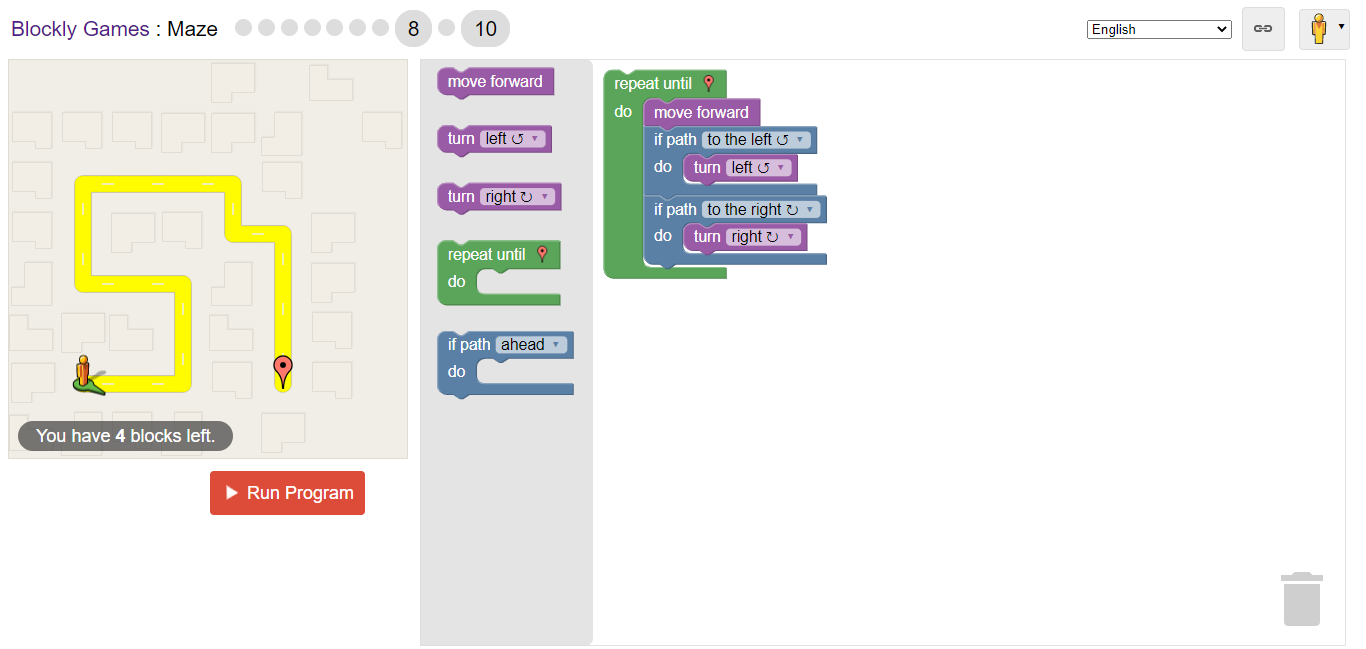 Blockly Games : Maze 8 10 English
You have 4 blocks left.
Run Program
move forward
turn left ↺ ▾
turn right ↻ ▾
repeat until
do
if path ahead ▾
do
repeat until
do move forward
if path to the left ↺ ▾
do turn left ↺ ▾
if path to the right ↻ ▾
do turn right ↻ ▾